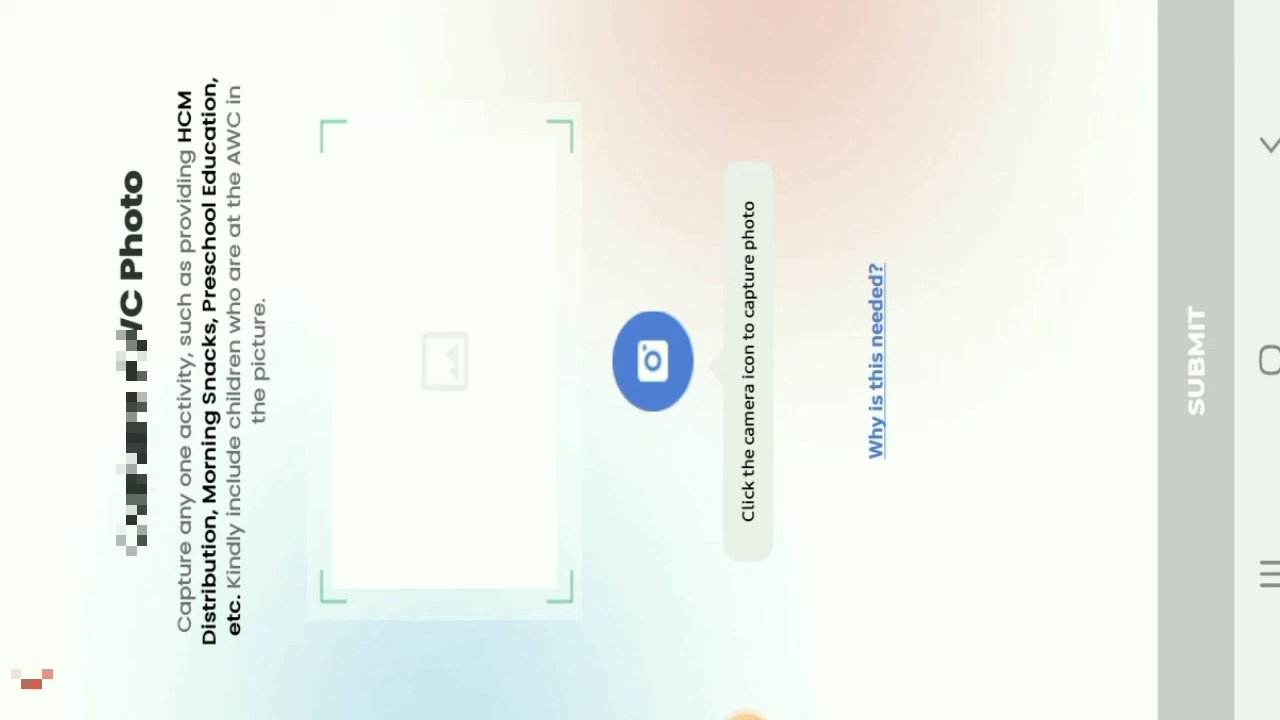 Photo
Capture any one activity, such as providing HCM
Distribution, Morning Snacks, Preschool Education,
etc. Kindly include children who are at the AWC in
the picture.
Click the camera icon to capture photo
Why is this needed?
SUBMIT